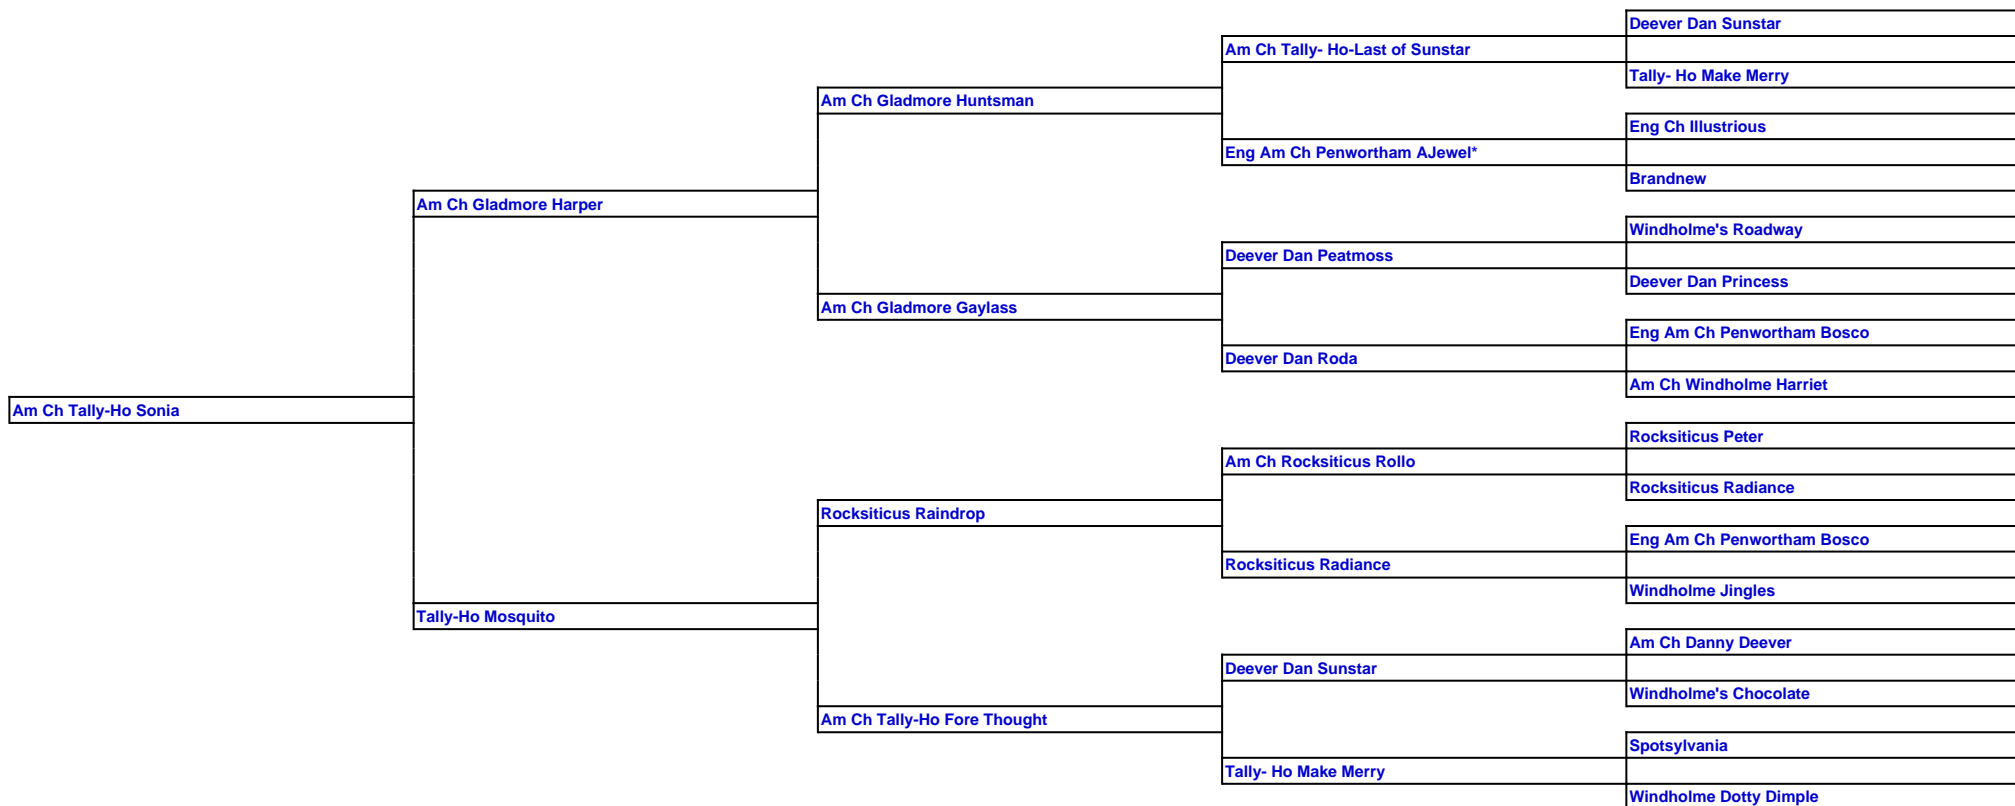 Deever Dan Sunstar
Am Ch Tally- Ho-Last of Sunstar
Tally- Ho Make Merry
Am Ch Gladmore Huntsman
Eng Ch Illustrious
Eng Am Ch Penwortham AJewel*
Brandnew
Am Ch Gladmore Harper
Windholme's Roadway
Deever Dan Peatmoss
Deever Dan Princess
Am Ch Gladmore Gaylass
Eng Am Ch Penwortham Bosco
Deever Dan Roda
Am Ch Windholme Harriet
Am Ch Tally-Ho Sonia
Rocksiticus Peter
Am Ch Rocksiticus Rollo
Rocksiticus Radiance
Rocksiticus Raindrop
Eng Am Ch Penwortham Bosco
Rocksiticus Radiance
Windholme Jingles
Tally-Ho Mosquito
Am Ch Danny Deever
Deever Dan Sunstar
Windholme's Chocolate
Am Ch Tally-Ho Fore Thought
Spotsylvania
Tally- Ho Make Merry
Windholme Dotty Dimple